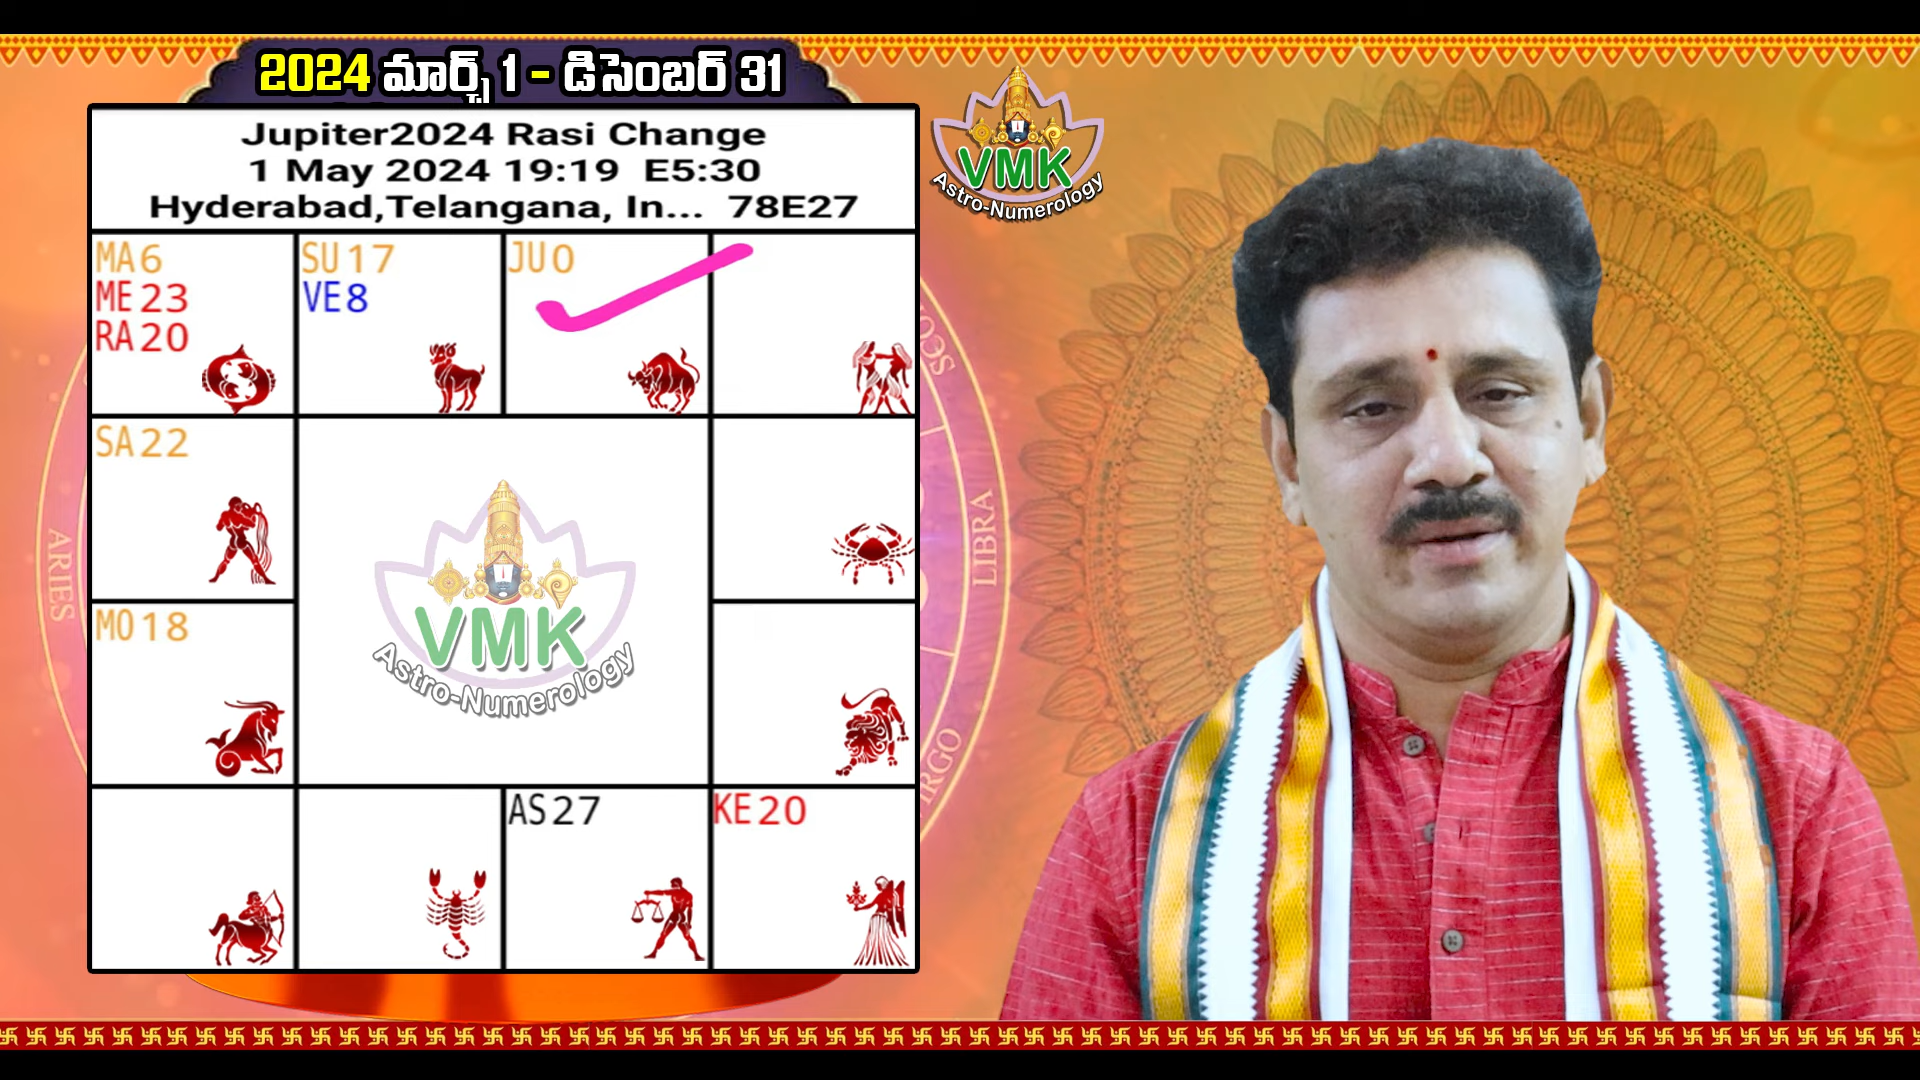 2024 మార్చ్ 1 - డిసెంబర్ 31
Jupiter2024 Rasi Change
1 May 2024 19:19 E5:30
Hyderabad,Telangana, In... 78E27
VMK
Astro-Numerology
MA6
ME23
RA20
SU17
VE8
JU0
SA22
MO18
VMK
Astro-Numerology
AS27
KE20
ARIES
LIBRA